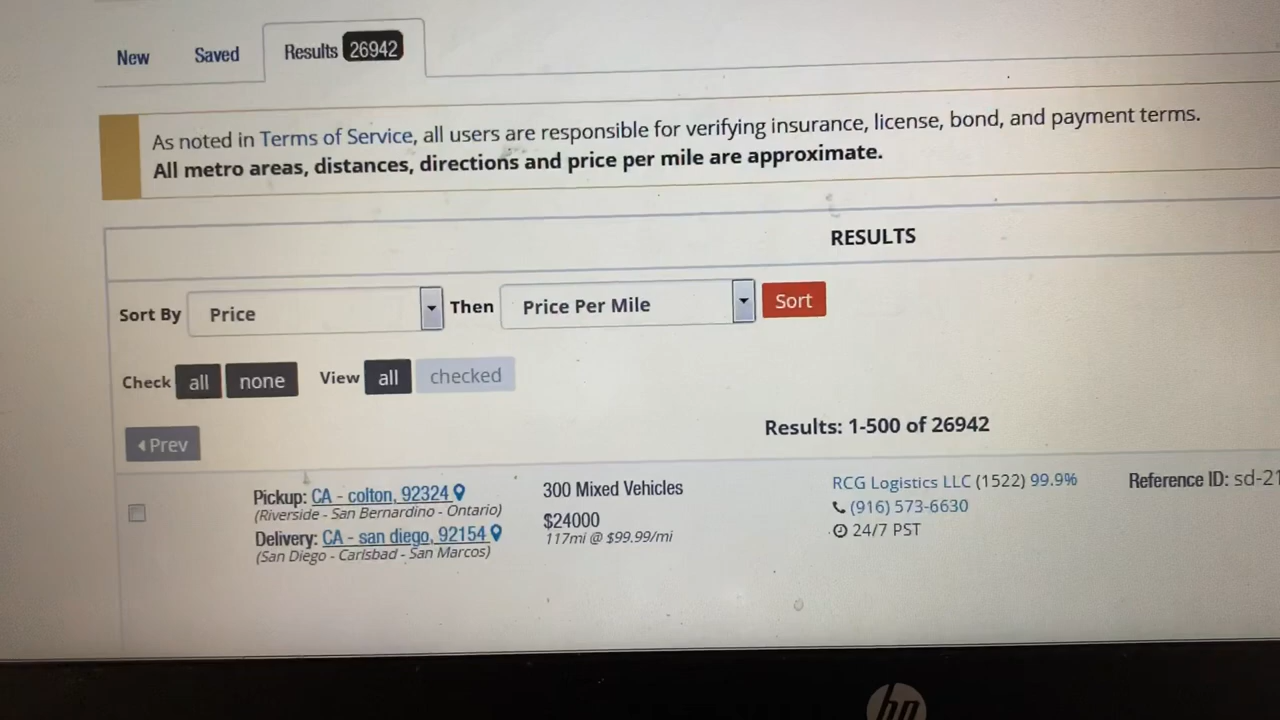 New Saved Results 26942
As noted in Terms of Service, all users are responsible for verifying insurance, license, bond, and payment terms.
All metro areas, distances, directions and price per mile are approximate.
RESULTS
Sort By Price Then Price Per Mile Sort
Check all none View all checked
Prev
Results: 1-500 of 26942
Pickup: CA - colton, 92324
(Riverside - San Bernardino - Ontario)
Delivery: CA - san diego, 92154
(San Diego - Carlsbad - San Marcos)
300 Mixed Vehicles
$24000
117mi @ $99.99/mi
RCG Logistics LLC (1522) 99.9%
(916) 573-6630
24/7 PST
Reference ID: sd-21
hp